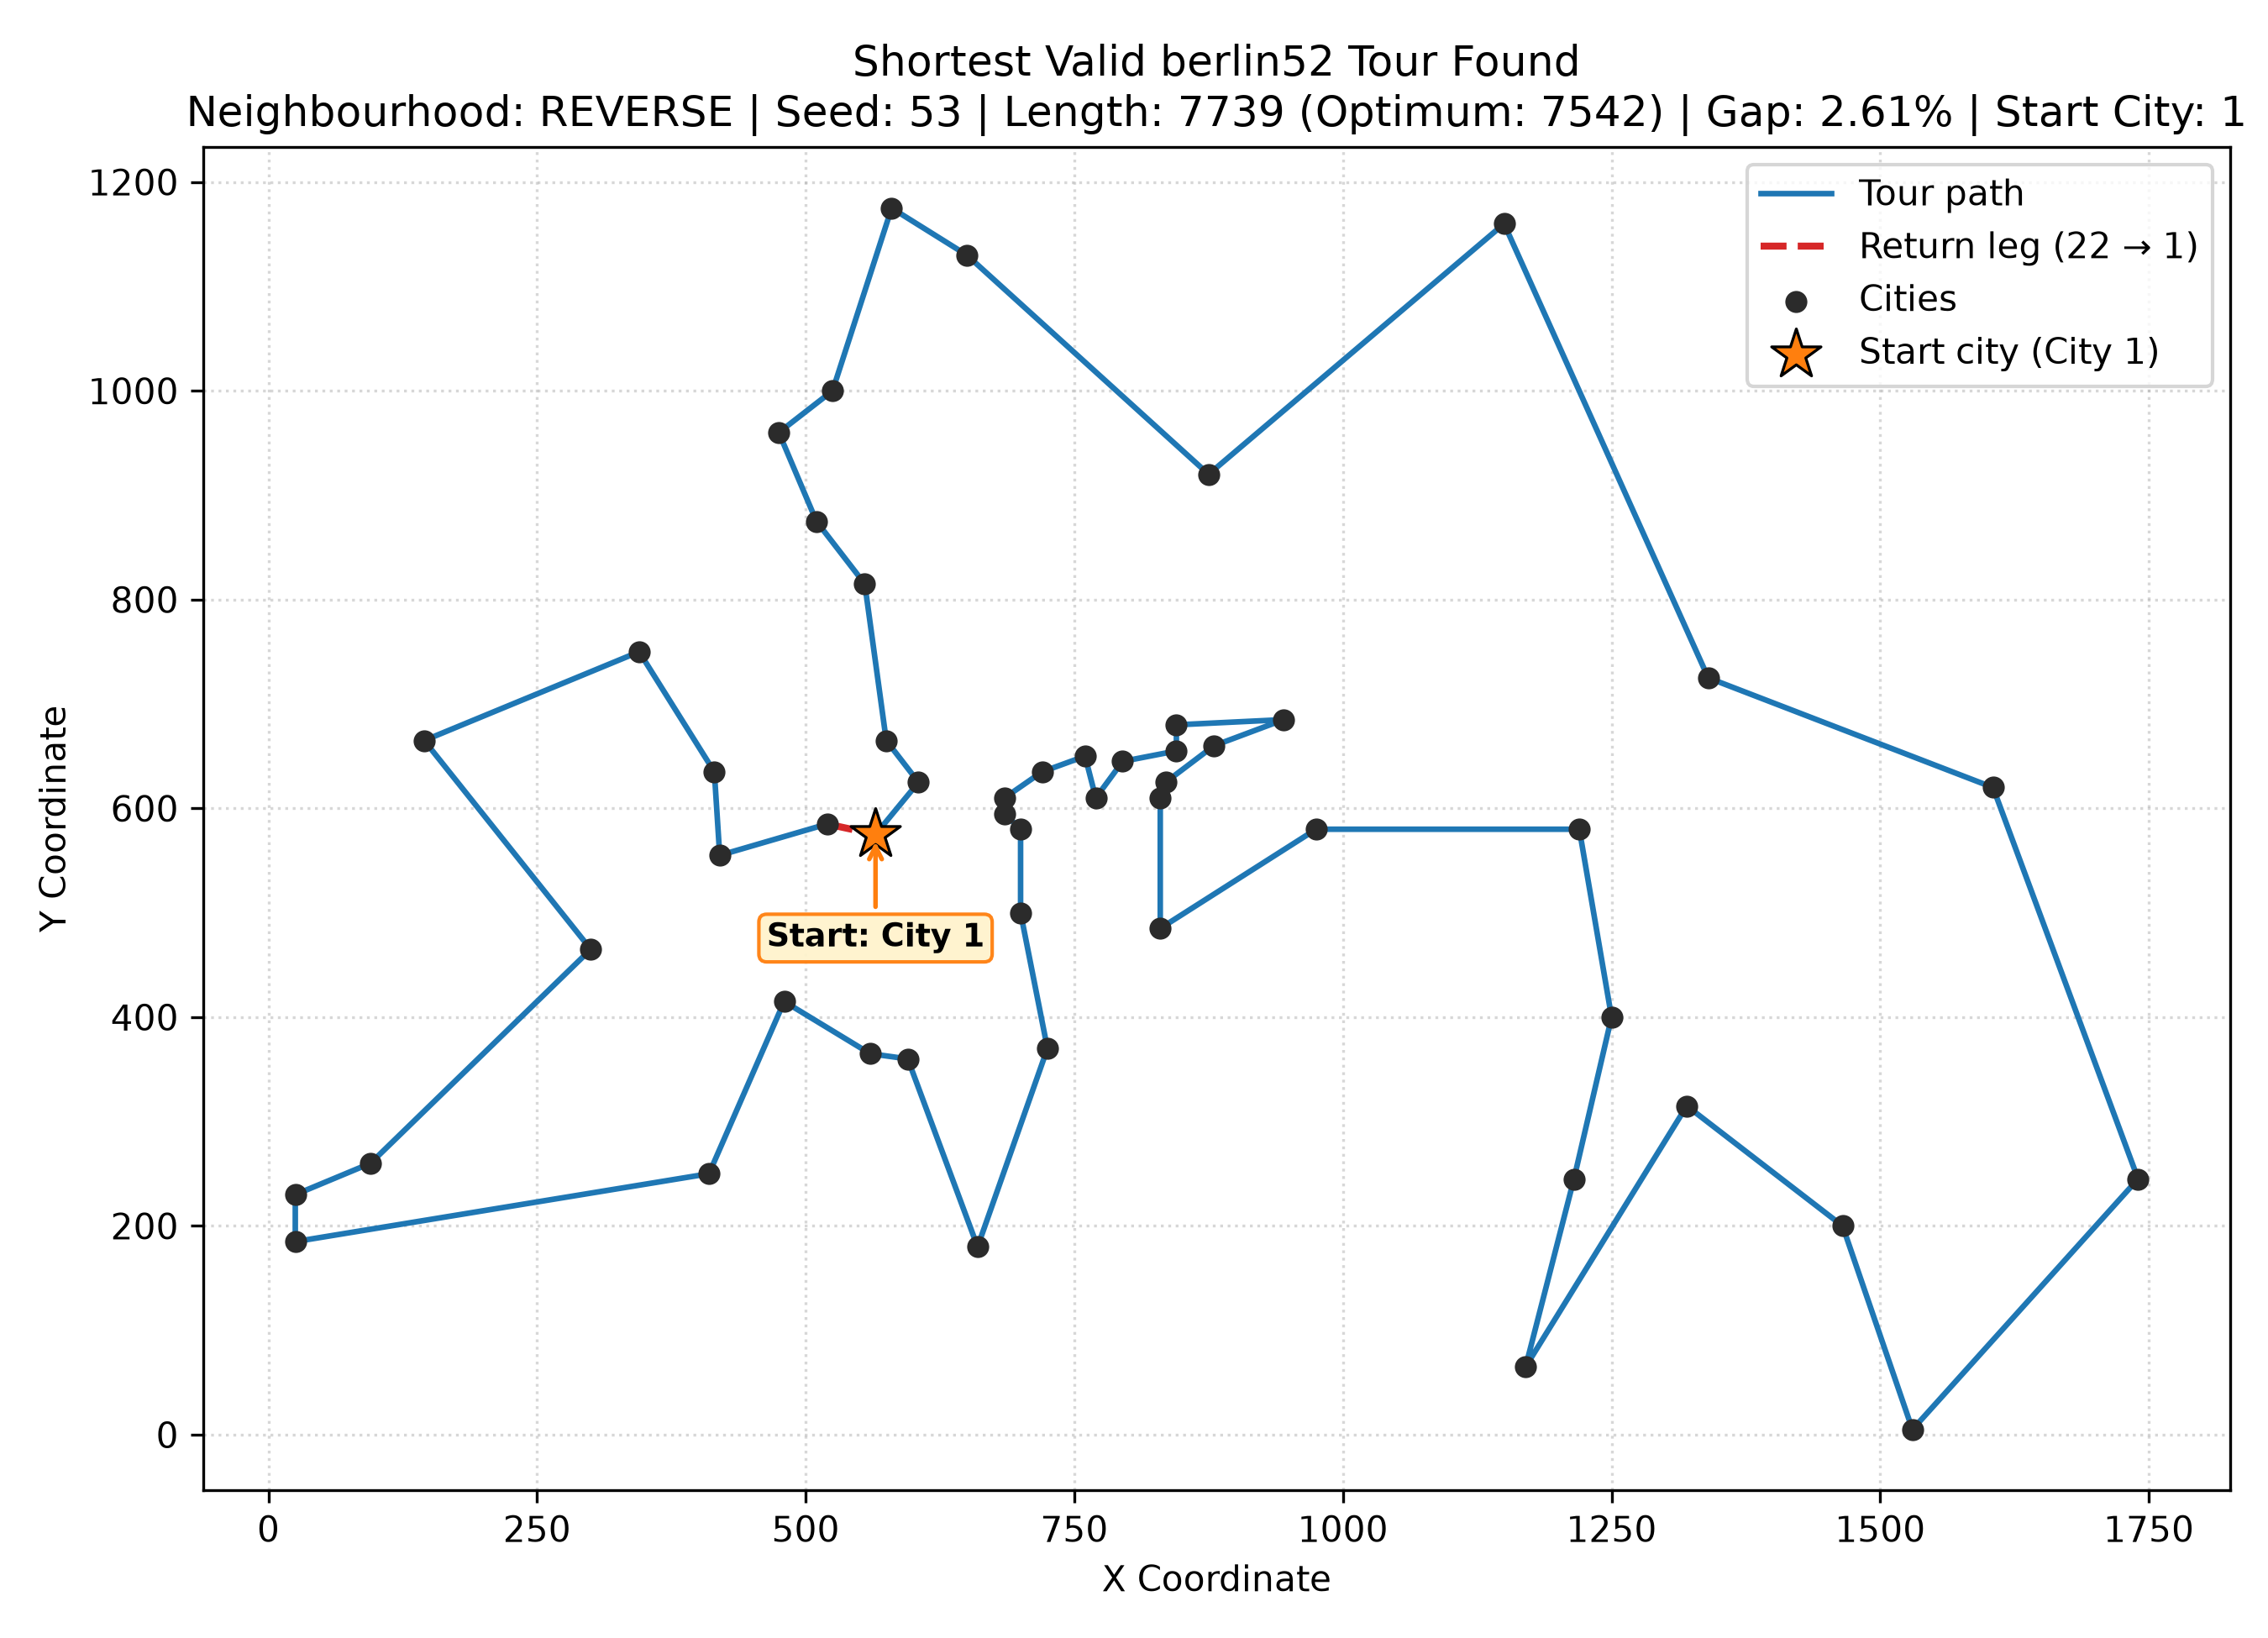 Shortest Valid berlin52 Tour Found
Neighbourhood: REVERSE | Seed: 53 | Length: 7739 (Optimum: 7542) | Gap: 2.61% | Start City: 1
1200
1000
800
600
400
200
0
Y Coordinate
Tour path
Return leg (22 → 1)
Cities
Start city (City 1)
Start: City 1
0 250 500 750 1000 1250 1500 1750
X Coordinate